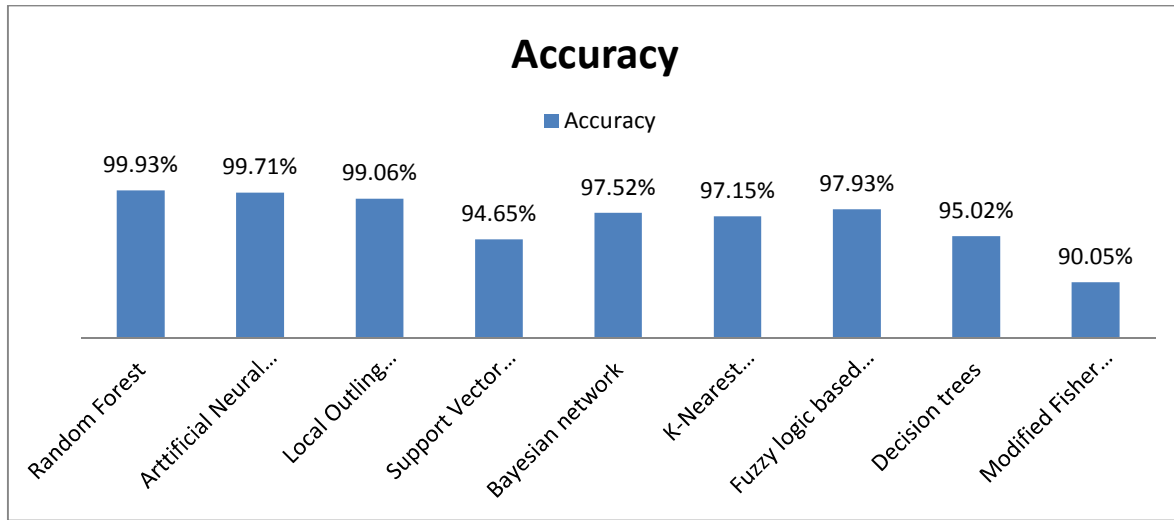 Accuracy
Accuracy
99.93%
99.71%
99.06%
94.65%
97.52%
97.15%
97.93%
95.02%
90.05%
Random Forest
Arttificial Neural...
Local Outling...
Support Vector...
Bayesian network
K-Nearest...
Fuzzy logic based...
Decision trees
Modified Fisher...